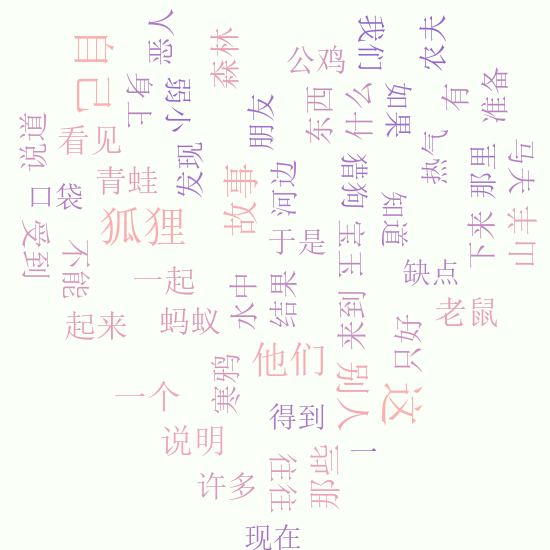 人恶
我们
农夫
自己
森林
公鸡
身上
弱小
有
准备
朋友
东西
什么
如果
说道
看见
热气
发现
猎狗
马夫
那里
青蛙
河边
口袋
故事
知道
狐狸
下来
羊皿
受到
于是
宝玉
不能
缺点
一起
水中
结果
来到
老鼠
起来
蚂蚁
只好
他们
寒鸦
别人
这
一个
得到
说明
一
往往
许多
现在